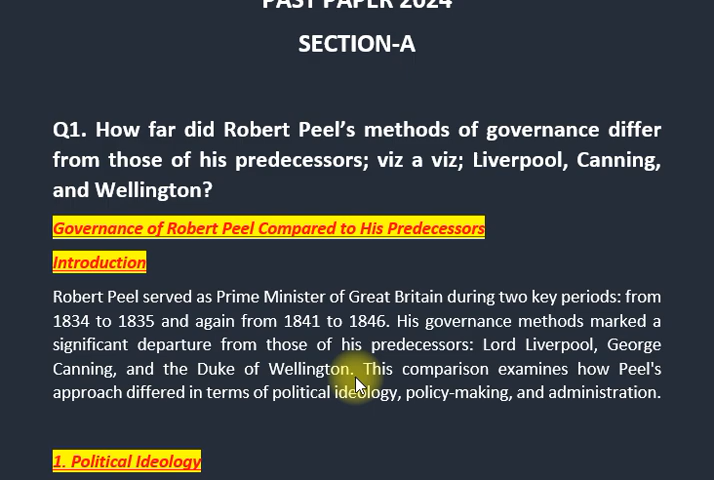 PAST PAPER 2024
SECTION-A
Q1. How far did Robert Peel’s methods of governance differ
from those of his predecessors; viz a viz; Liverpool, Canning,
and Wellington?
Governance of Robert Peel Compared to His Predecessors
Introduction
Robert Peel served as Prime Minister of Great Britain during two key periods: from
1834 to 1835 and again from 1841 to 1846. His governance methods marked a
significant departure from those of his predecessors: Lord Liverpool, George
Canning, and the Duke of Wellington. This comparison examines how Peel's
approach differed in terms of political ideology, policy-making, and administration.
1. Political Ideology